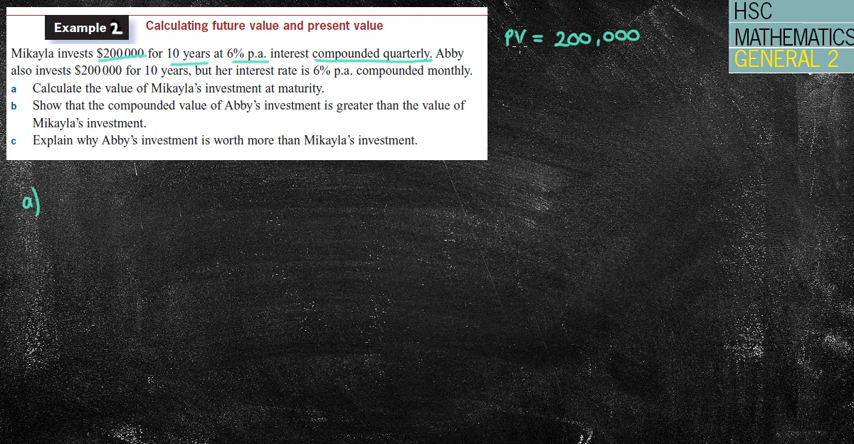 Example 2 Calculating future value and present value
Mikayla invests $200 000 for 10 years at 6% p.a. interest compounded quarterly. Abby
also invests $200 000 for 10 years, but her interest rate is 6% p.a. compounded monthly.
a Calculate the value of Mikayla's investment at maturity.
b Show that the compounded value of Abby's investment is greater than the value of
Mikayla's investment.
c Explain why Abby's investment is worth more than Mikayla's investment.
PV = 200,000
HSC
MATHEMATICS
GENERAL 2
a)